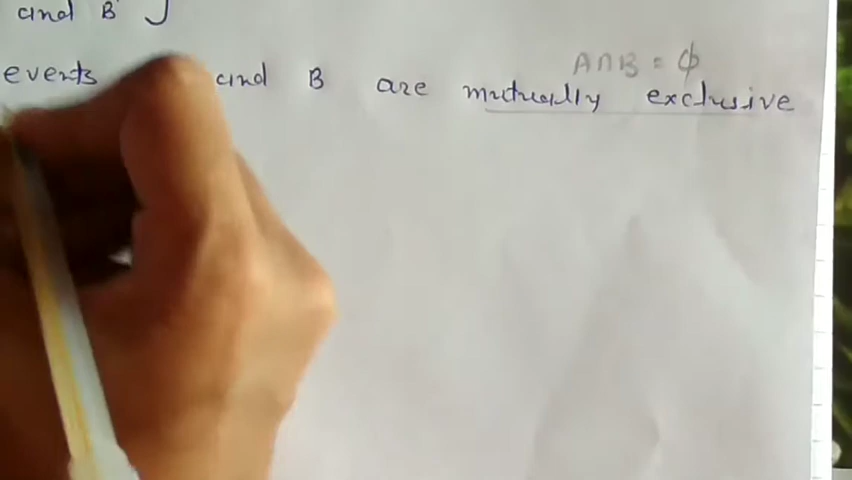 and B
A∩B = ϕ
events and B are mutually exclusive